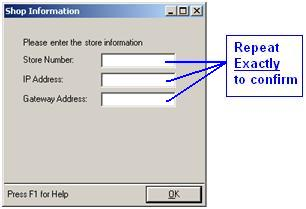 Shop Information
Please enter the store information
Store Number:
IP Address:
Gateway Address:
Press F1 for Help
OK
Repeat
Exactly
to confirm